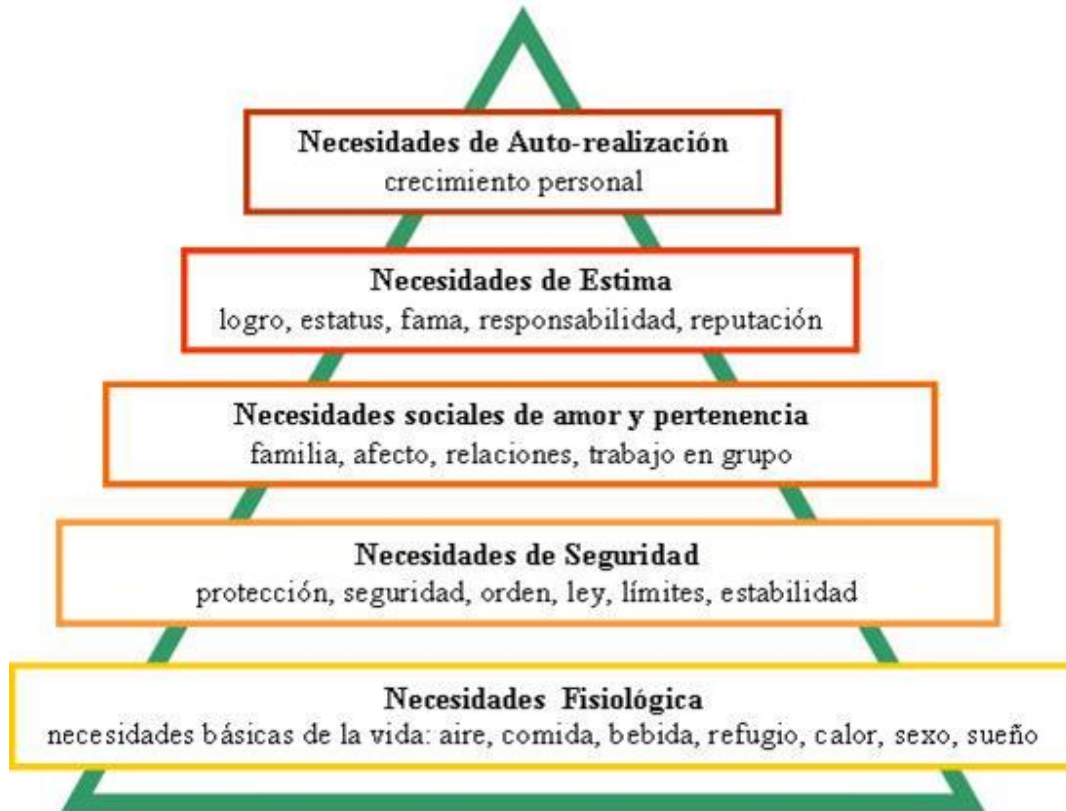 Necesidades de Auto-realización
crecimiento personal
Necesidades de Estima
logro, estatus, fama, responsabilidad, reputación
Necesidades sociales de amor y pertenencia
familia, afecto, relaciones, trabajo en grupo
Necesidades de Seguridad
protección, seguridad, orden, ley, límites, estabilidad
Necesidades Fisiológica
necesidades básicas de la vida: aire, comida, bebida, refugio, calor, sexo, sueño